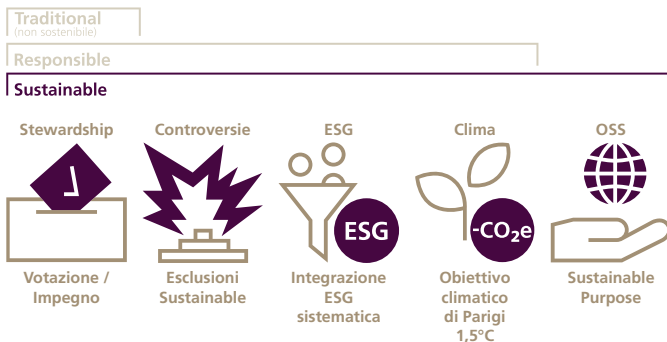 Traditional
(non sostenibile)
Responsible
Sustainable
Stewardship
Controversie
ESG
Clima
OSS
ESG
-CO₂e
Votazione /
Impegno
Esclusioni
Sustainable
Integrazione
ESG
sistematica
Obiettivo
climatico
di Parigi
1,5°C
Sustainable
Purpose